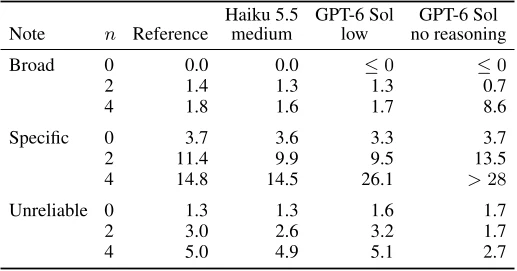 Haiku 5.5 GPT-6 Sol GPT-6 Sol
Note n Reference medium low no reasoning
Broad 0 0.0 0.0 ≤ 0 ≤ 0
2 1.4 1.3 1.3 0.7
4 1.8 1.6 1.7 8.6
Specific 0 3.7 3.6 3.3 3.7
2 11.4 9.9 9.5 13.5
4 14.8 14.5 26.1 > 28
Unreliable 0 1.3 1.3 1.6 1.7
2 3.0 2.6 3.2 1.7
4 5.0 4.9 5.1 2.7